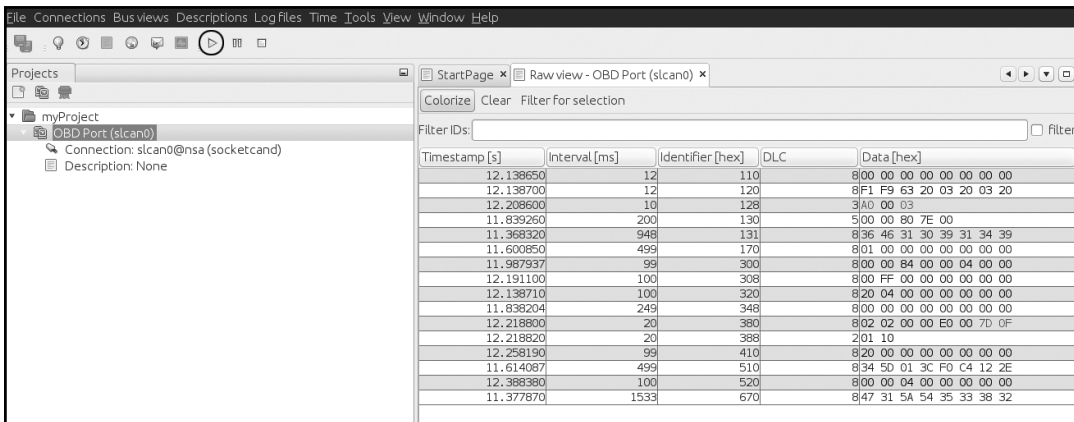 File Connections Bus views Descriptions Log files Time Tools View Window Help
Projects
StartPage × Raw view - OBD Port (slcan0) ×
Colorize Clear Filter for selection
myProject
OBD Port (slcan0)
Filter IDs: filter
Connection: slcan0@nsa (socketcand)
Description: None
Timestamp [s] Interval [ms] Identifier [hex] DLC Data [hex]
12.138650 12 110 8 00 00 00 00 00 00 00 00
12.138700 12 120 8 F1 F9 63 20 03 20 03 20
12.208600 10 128 3 A0 00 03
11.839260 200 130 5 00 00 80 7E 00
11.368320 948 131 8 36 46 31 30 39 31 34 39
11.600850 499 170 8 01 00 00 00 00 00 00 00
11.987937 99 300 8 00 00 84 00 00 04 00 00
12.191100 100 308 8 00 FF 00 00 00 00 00 00
12.138710 100 320 8 20 04 00 00 00 00 00 00
11.838204 249 348 8 00 00 00 00 00 00 00 00
12.218800 20 380 8 02 02 00 00 E0 00 7D 0F
12.218820 20 388 2 01 10
12.258190 99 410 8 20 00 00 00 00 00 00 00
11.614087 499 510 8 34 5D 01 3C F0 C4 12 2E
12.388380 100 520 8 00 00 04 00 00 00 00 00
11.377870 1533 670 8 47 31 5A 54 35 33 38 32